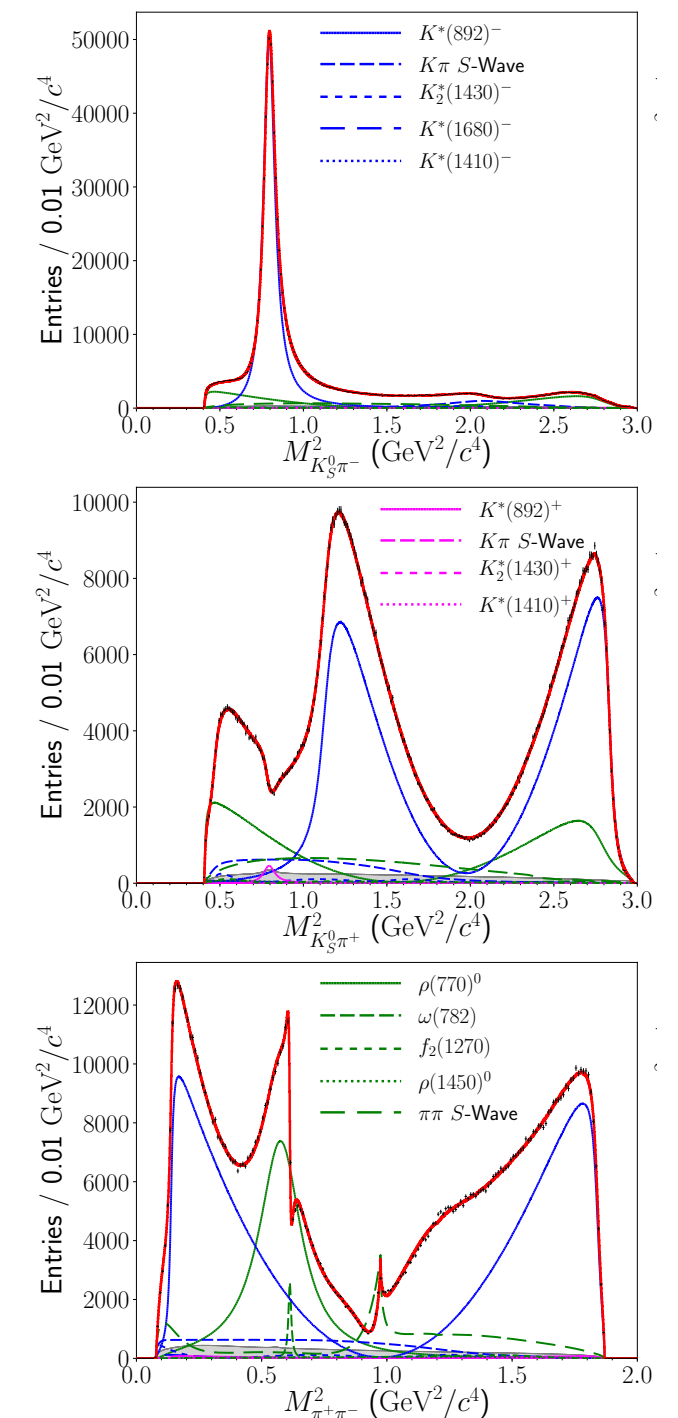 50000
40000
30000
20000
10000
0
Entries / 0.01 GeV²/c⁴
K*(892)⁻
Kπ S-Wave
K₂*(1430)⁻
K*(1680)⁻
K*(1410)⁻
0.0 0.5 1.0 1.5 2.0 2.5 3.0
M²_{K⁰_Sπ⁻} (GeV²/c⁴)
10000
8000
6000
4000
2000
0
Entries / 0.01 GeV²/c⁴
K*(892)⁺
Kπ S-Wave
K₂*(1430)⁺
K*(1410)⁺
0.0 0.5 1.0 1.5 2.0 2.5 3.0
M²_{K⁰_Sπ⁺} (GeV²/c⁴)
12000
10000
8000
6000
4000
2000
0
Entries / 0.01 GeV²/c⁴
ρ(770)⁰
ω(782)
f₂(1270)
ρ(1450)⁰
ππ S-Wave
0.0 0.5 1.0 1.5 2.0
M²_{π⁺π⁻} (GeV²/c⁴)